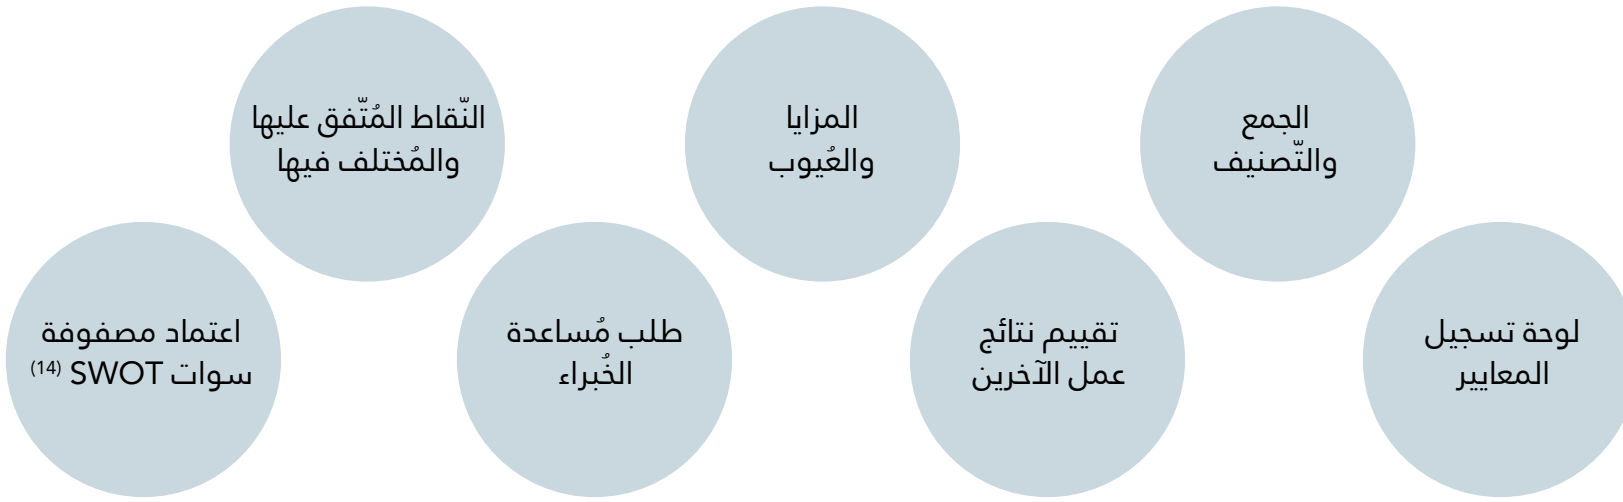 الجمع
والتّصنيف
المزايا
والعُيوب
النّقاط المُتّفق عليها
والمُختلف فيها
لوحة تسجيل
المعايير
تقييم نتائج
عمل الآخرين
طلب مُساعدة
الخُبراء
اعتماد مصفوفة
سوات SWOT (14)